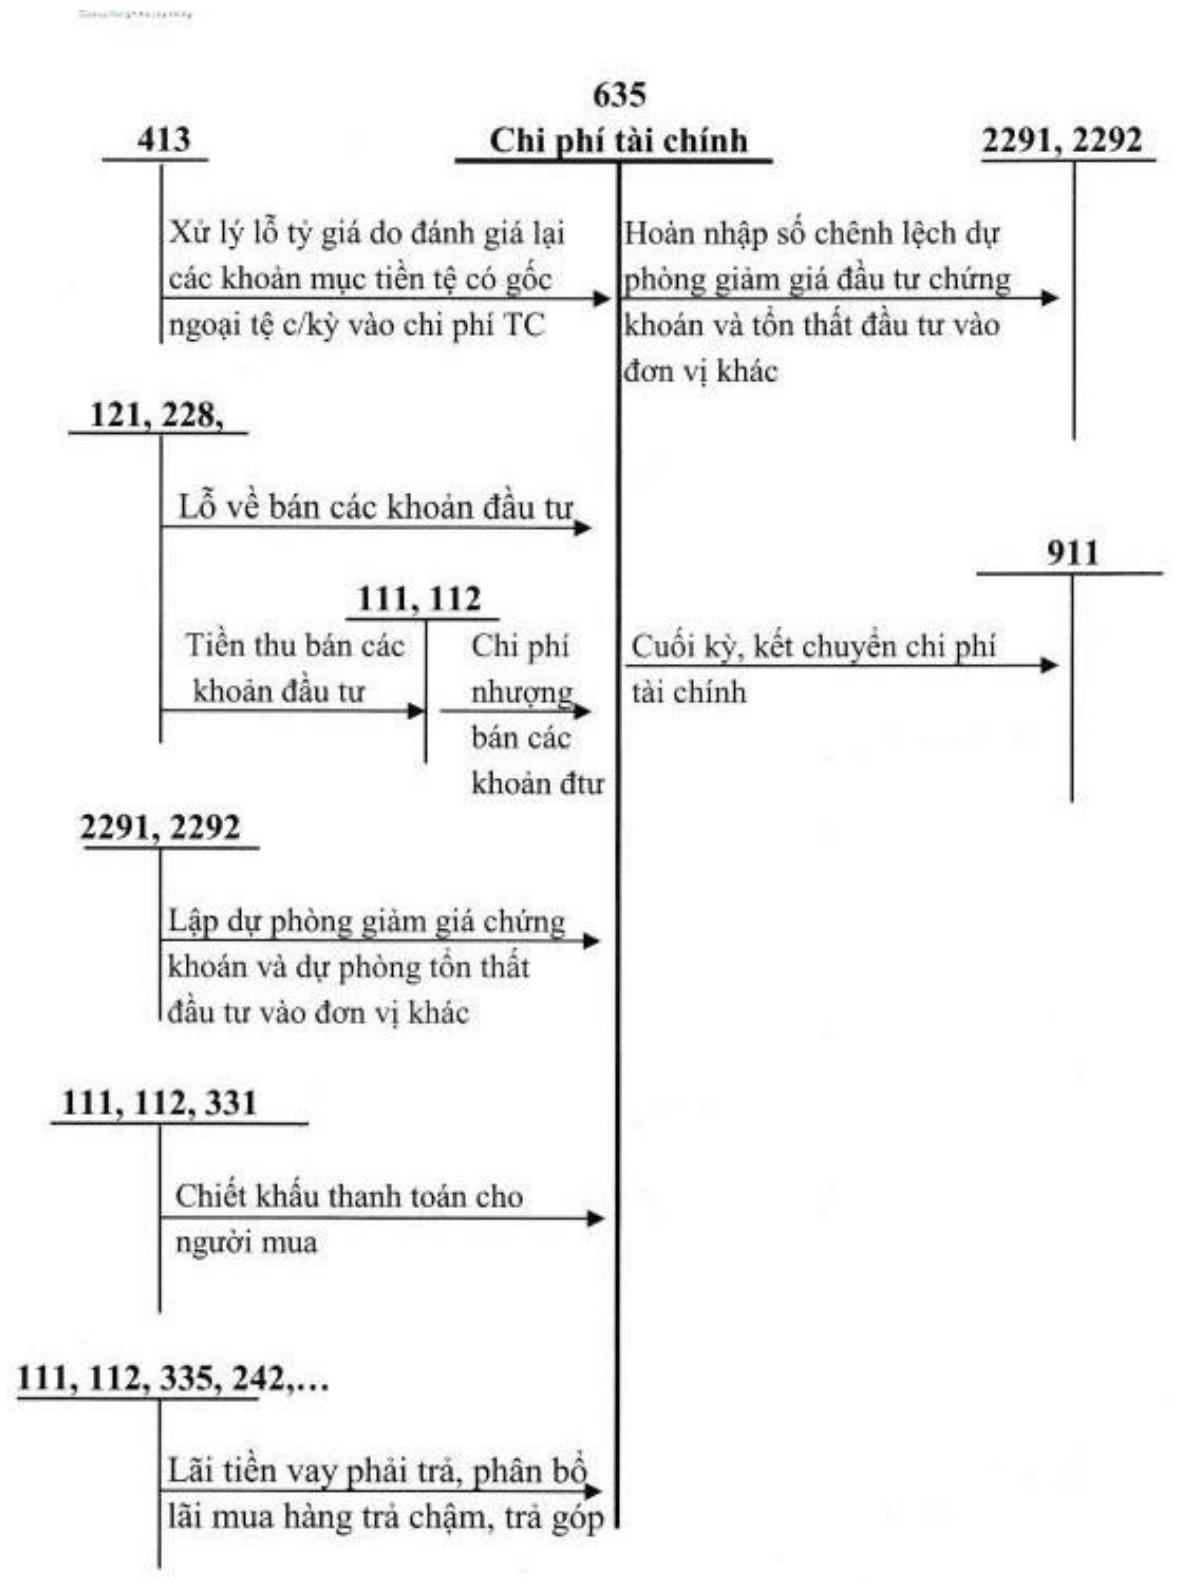 635
Chi phí tài chính
413
2291, 2292
Xử lý lỗ tỷ giá do đánh giá lại
các khoản mục tiền tệ có gốc
ngoại tệ c/kỳ vào chi phí TC
Hoàn nhập số chênh lệch dự
phòng giảm giá đầu tư chứng
khoán và tổn thất đầu tư vào
đơn vị khác
121, 228,
Lỗ về bán các khoản đầu tư
911
111, 112
Tiền thu bán các
khoản đầu tư
Chi phí
nhượng
bán các
khoản đtư
Cuối kỳ, kết chuyển chi phí
tài chính
2291, 2292
Lập dự phòng giảm giá chứng
khoán và dự phòng tổn thất
đầu tư vào đơn vị khác
111, 112, 331
Chiết khấu thanh toán cho
người mua
111, 112, 335, 242,...
Lãi tiền vay phải trả, phân bổ
lãi mua hàng trả chậm, trả góp